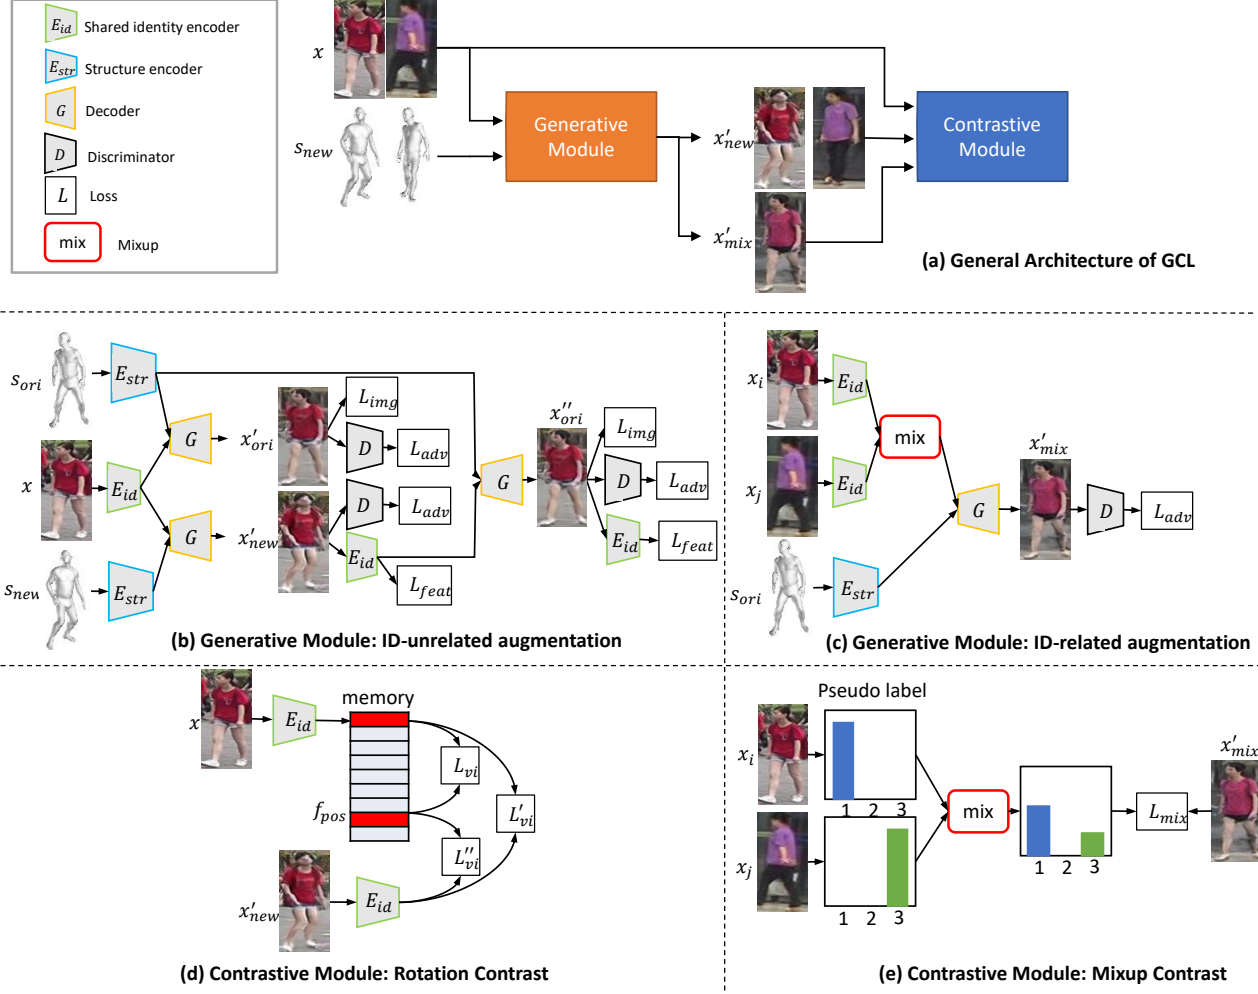 E_id Shared identity encoder
E_str Structure encoder
G Decoder
D Discriminator
L Loss
mix Mixup
x
s_new
Generative
Module
x'_new
x'_mix
Contrastive
Module
(a) General Architecture of GCL
s_ori
E_str
x
E_id
s_new
E_str
G
G
x'_ori
x'_new
L_img
D
L_adv
D
L_adv
E_id
L_feat
G
x''_ori
L_img
D
L_adv
E_id
L_feat
(b) Generative Module: ID-unrelated augmentation
x_i
E_id
mix
x_j
E_id
s_ori
E_str
G
x'_mix
D
L_adv
(c) Generative Module: ID-related augmentation
x
E_id
memory
f_pos
L_vi
L'_vi
L''_vi
x'_new
E_id
(d) Contrastive Module: Rotation Contrast
Pseudo label
x_i
1 2 3
x_j
1 2 3
mix
1 2 3
L_mix
x'_mix
(e) Contrastive Module: Mixup Contrast